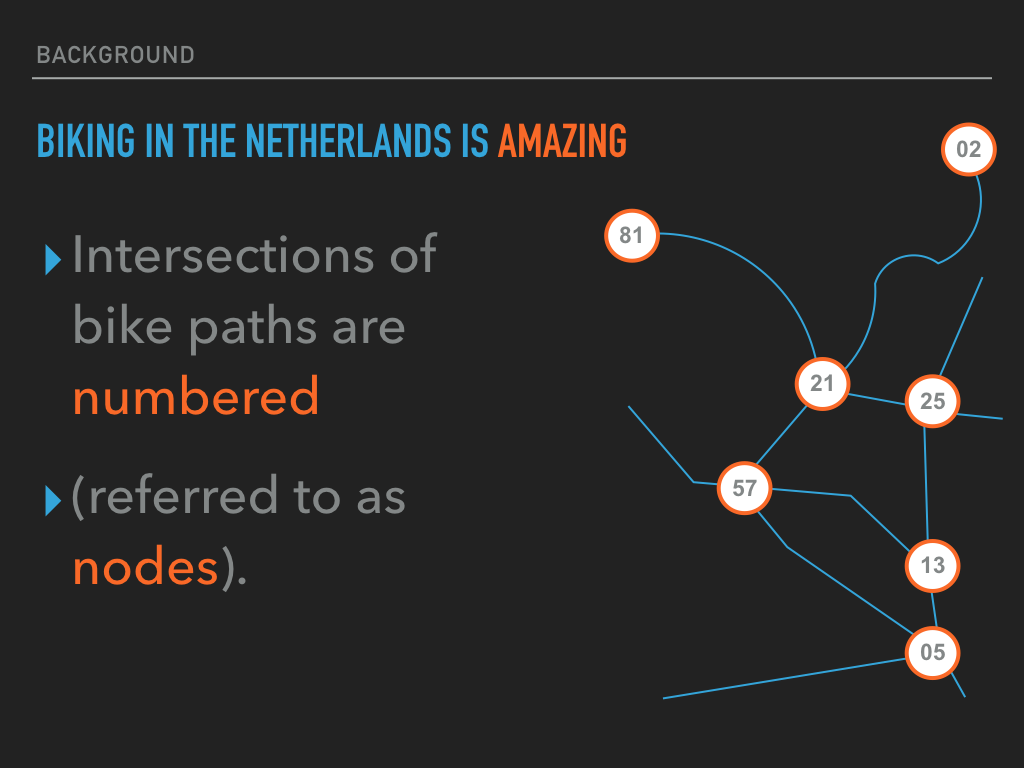 BACKGROUND
BIKING IN THE NETHERLANDS IS AMAZING
Intersections of
bike paths are
numbered
(referred to as
nodes).
02
81
21
25
57
13
05